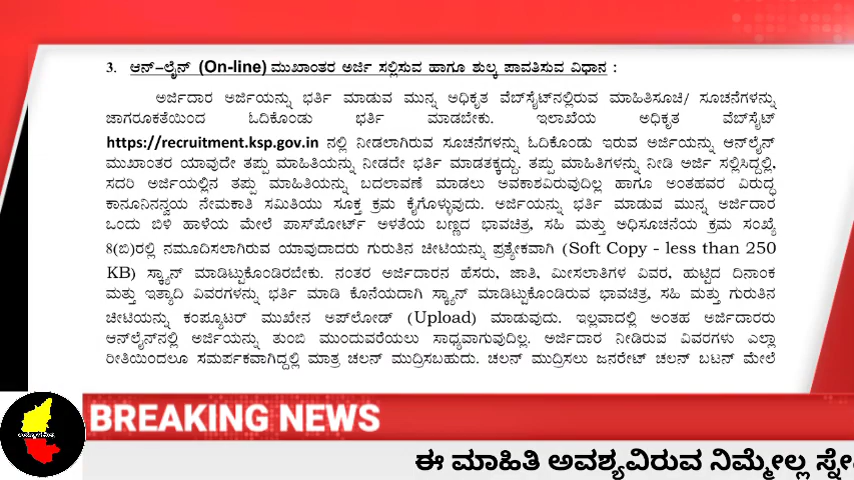 3. ಆನ್-ಲೈನ್ (On-line) ಮುಖಾಂತರ ಅರ್ಜಿ ಸಲ್ಲಿಸುವ ಹಾಗೂ ಶುಲ್ಕ ಪಾವತಿಸುವ ವಿಧಾನ :
ಅರ್ಜಿದಾರ ಅರ್ಜಿಯನ್ನು ಭರ್ತಿ ಮಾಡುವ ಮುನ್ನ ಅಧಿಕೃತ ವೆಬ್‌ಸೈಟ್‌ನಲ್ಲಿರುವ ಮಾಹಿತಿಸೂಚಿ/ ಸೂಚನೆಗಳನ್ನು
ಜಾಗರೂಕತೆಯಿಂದ ಓದಿಕೊಂಡು ಭರ್ತಿ ಮಾಡಬೇಕು. ಇಲಾಖೆಯ ಅಧಿಕೃತ ವೆಬ್‌ಸೈಟ್
https://recruitment.ksp.gov.in ನಲ್ಲಿ ನೀಡಲಾಗಿರುವ ಸೂಚನೆಗಳನ್ನು ಓದಿಕೊಂಡು ಇರುವ ಅರ್ಜಿಯನ್ನು ಆನ್‌ಲೈನ್
ಮುಖಾಂತರ ಯಾವುದೇ ತಪ್ಪು ಮಾಹಿತಿಯನ್ನು ನೀಡದೇ ಭರ್ತಿ ಮಾಡತಕ್ಕದ್ದು. ತಪ್ಪು ಮಾಹಿತಿಗಳನ್ನು ನೀಡಿ ಅರ್ಜಿ ಸಲ್ಲಿಸಿದ್ದಲ್ಲಿ,
ಸದರಿ ಅರ್ಜಿಯಲ್ಲಿನ ತಪ್ಪು ಮಾಹಿತಿಯನ್ನು ಬದಲಾವಣೆ ಮಾಡಲು ಅವಕಾಶವಿರುವುದಿಲ್ಲ ಹಾಗೂ ಅಂತಹವರ ವಿರುದ್ಧ
ಕಾನೂನಿನನ್ವಯ ನೇಮಕಾತಿ ಸಮಿತಿಯು ಸೂಕ್ತ ಕ್ರಮ ಕೈಗೊಳ್ಳುವುದು. ಅರ್ಜಿಯನ್ನು ಭರ್ತಿ ಮಾಡುವ ಮುನ್ನ ಅರ್ಜಿದಾರ
ಒಂದು ಬಿಳಿ ಹಾಳೆಯ ಮೇಲೆ ಪಾಸ್‌ಪೋರ್ಟ್ ಅಳತೆಯ ಬಣ್ಣದ ಭಾವಚಿತ್ರ, ಸಹಿ ಮತ್ತು ಅಧಿಸೂಚನೆಯ ಕ್ರಮ ಸಂಖ್ಯೆ
8(ಬಿ)ರಲ್ಲಿ ನಮೂದಿಸಲಾಗಿರುವ ಯಾವುದಾದರು ಗುರುತಿನ ಚೀಟಿಯನ್ನು ಪ್ರತ್ಯೇಕವಾಗಿ (Soft Copy - less than 250
KB) ಸ್ಕ್ಯಾನ್ ಮಾಡಿಟ್ಟುಕೊಂಡಿರಬೇಕು. ನಂತರ ಅರ್ಜಿದಾರನ ಹೆಸರು, ಜಾತಿ, ಮೀಸಲಾತಿಗಳ ವಿವರ, ಹುಟ್ಟಿದ ದಿನಾಂಕ
ಮತ್ತು ಇತ್ಯಾದಿ ವಿವರಗಳನ್ನು ಭರ್ತಿ ಮಾಡಿ ಕೊನೆಯದಾಗಿ ಸ್ಕ್ಯಾನ್ ಮಾಡಿಟ್ಟುಕೊಂಡಿರುವ ಭಾವಚಿತ್ರ, ಸಹಿ ಮತ್ತು ಗುರುತಿನ
ಚೀಟಿಯನ್ನು ಕಂಪ್ಯೂಟರ್ ಮುಖೇನ ಅಪ್‌ಲೋಡ್ (Upload) ಮಾಡುವುದು. ಇಲ್ಲವಾದಲ್ಲಿ ಅಂತಹ ಅರ್ಜಿದಾರರು
ಆನ್‌ಲೈನ್‌ನಲ್ಲಿ ಅರ್ಜಿಯನ್ನು ತುಂಬಿ ಮುಂದುವರೆಯಲು ಸಾಧ್ಯವಾಗುವುದಿಲ್ಲ. ಅರ್ಜಿದಾರ ನೀಡಿರುವ ವಿವರಗಳು ಎಲ್ಲಾ
ರೀತಿಯಿಂದಲೂ ಸಮರ್ಪಕವಾಗಿದ್ದಲ್ಲಿ ಮಾತ್ರ ಚಲನ್ ಮುದ್ರಿಸಬಹುದು. ಚಲನ್ ಮುದ್ರಿಸಲು ಜನರೇಟ್ ಚಲನ್ ಬಟನ್ ಮೇಲೆ
BREAKING NEWS
ಈ ಮಾಹಿತಿ ಅವಶ್ಯವಿರುವ ನಿಮ್ಮೆಲ್ಲ ಸ್ನೇ